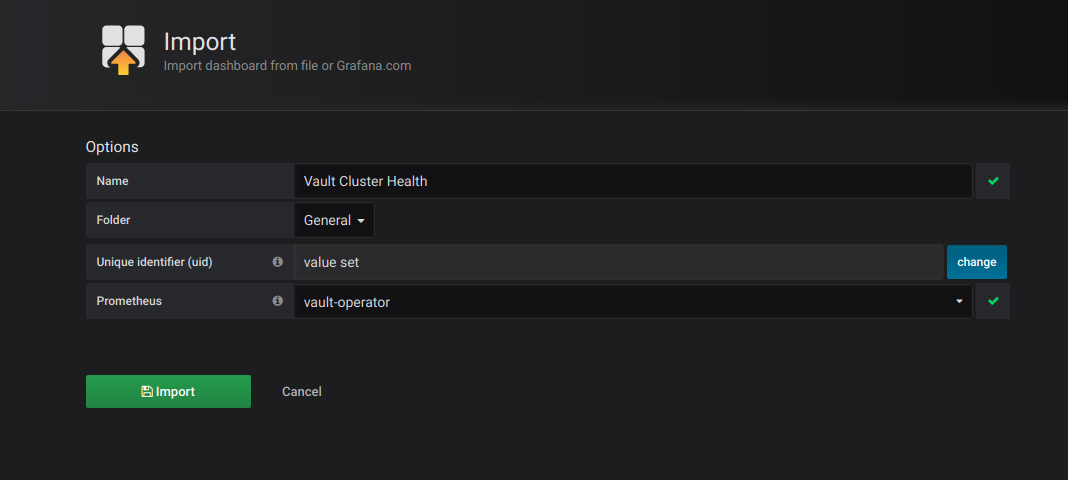 Import
Import dashboard from file or Grafana.com
Options
Name Vault Cluster Health
Folder General
Unique identifier (uid) value set change
Prometheus vault-operator
Import Cancel